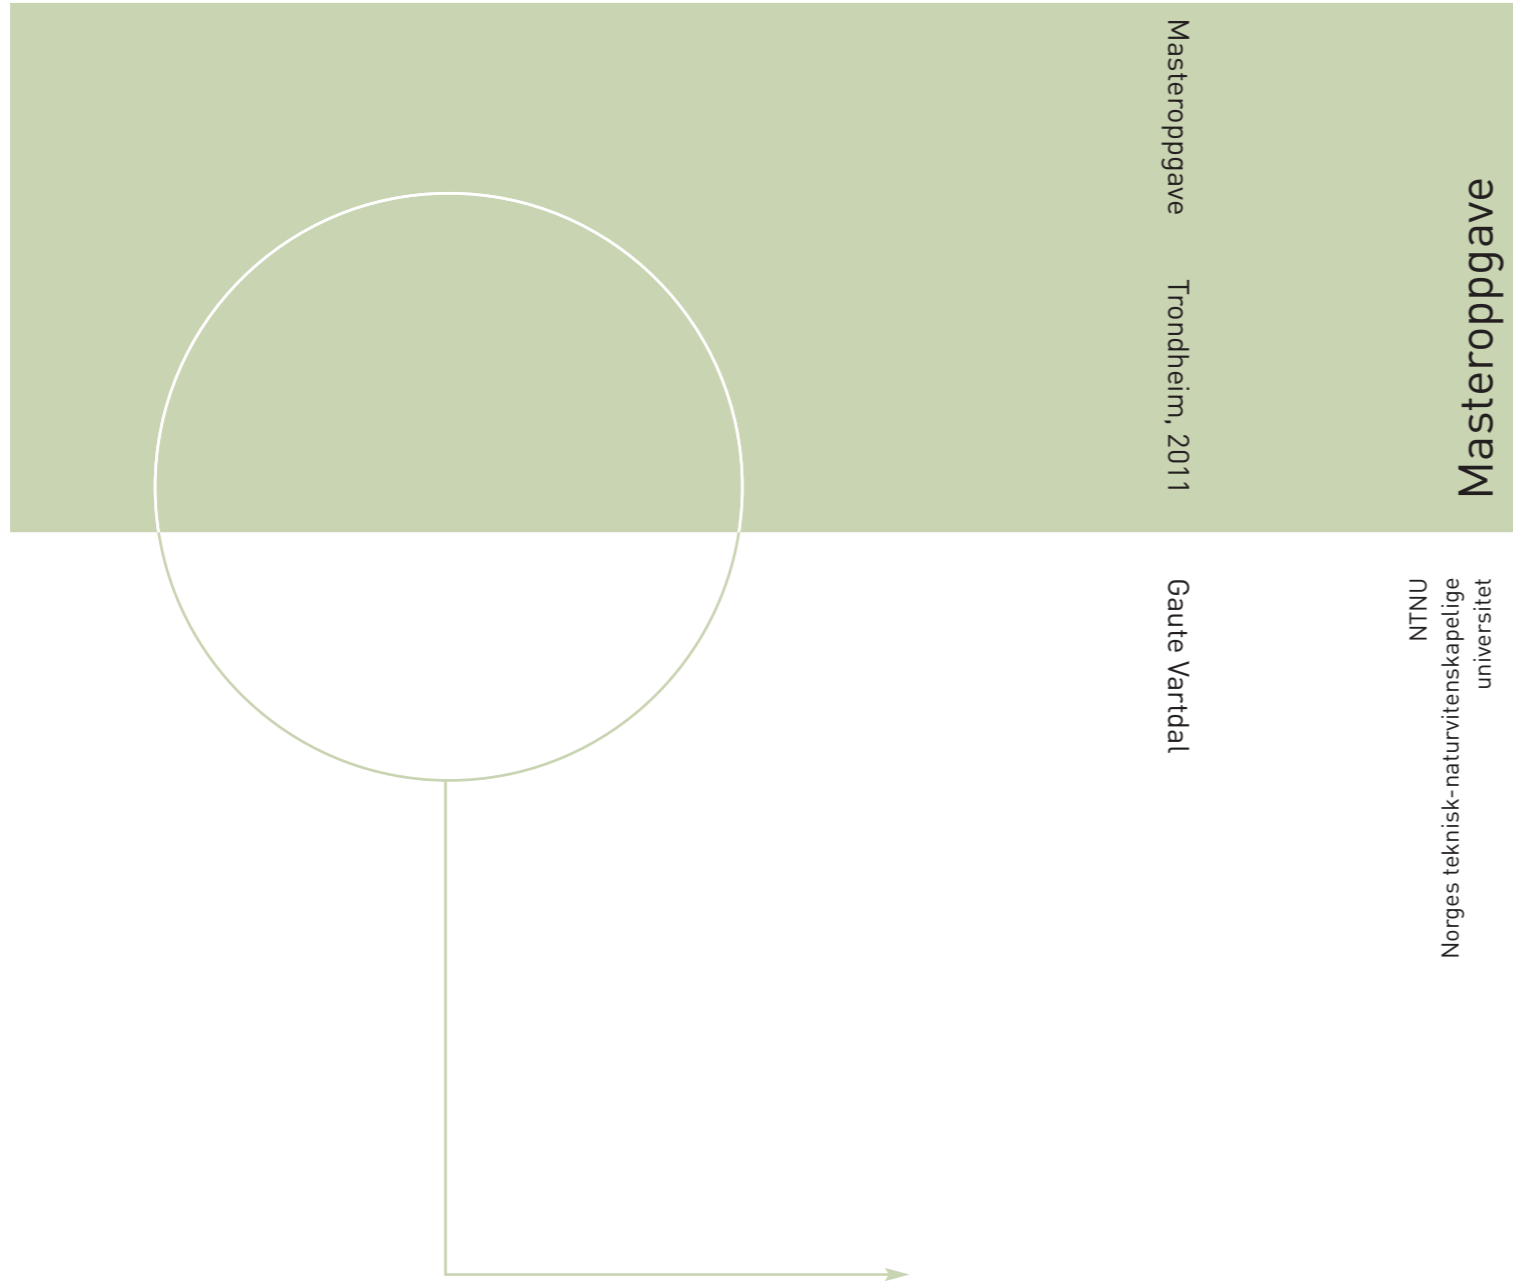 Masteroppgave
Trondheim, 2011
Gaute Vartdal
Masteroppgave
NTNU
Norges teknisk-naturvitenskapelige
universitet